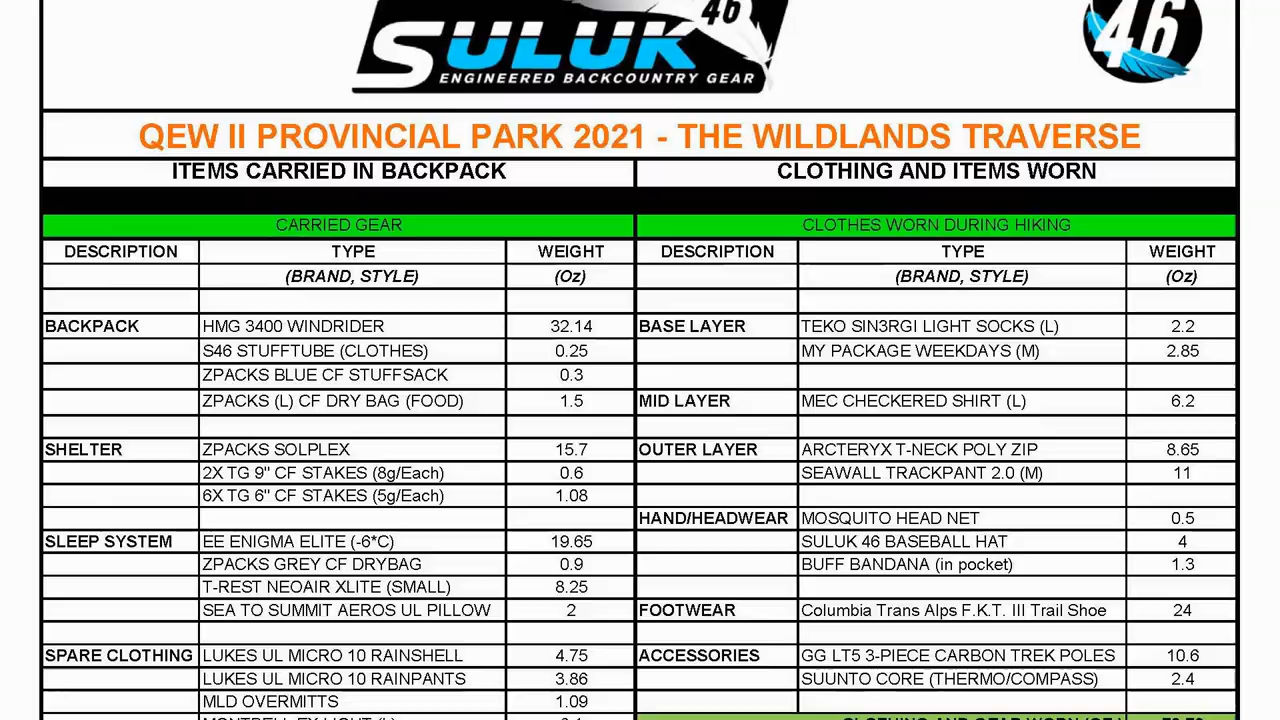 46
SULUK
ENGINEERED BACKCOUNTRY GEAR
46
QEW II PROVINCIAL PARK 2021 - THE WILDLANDS TRAVERSE
ITEMS CARRIED IN BACKPACK CLOTHING AND ITEMS WORN
CARRIED GEAR CLOTHES WORN DURING HIKING
DESCRIPTION TYPE WEIGHT DESCRIPTION TYPE WEIGHT
(BRAND, STYLE) (Oz) (BRAND, STYLE) (Oz)
BACKPACK HMG 3400 WINDRIDER 32.14 BASE LAYER TEKO SIN3RGI LIGHT SOCKS (L) 2.2
S46 STUFFTUBE (CLOTHES) 0.25 MY PACKAGE WEEKDAYS (M) 2.85
ZPACKS BLUE CF STUFFSACK 0.3
ZPACKS (L) CF DRY BAG (FOOD) 1.5 MID LAYER MEC CHECKERED SHIRT (L) 6.2
SHELTER ZPACKS SOLPLEX 15.7 OUTER LAYER ARCTERYX T-NECK POLY ZIP 8.65
2X TG 9" CF STAKES (8g/Each) 0.6 SEAWALL TRACKPANT 2.0 (M) 11
6X TG 6" CF STAKES (5g/Each) 1.08
HAND/HEADWEAR MOSQUITO HEAD NET 0.5
SLEEP SYSTEM EE ENIGMA ELITE (-6*C) 19.65 SULUK 46 BASEBALL HAT 4
ZPACKS GREY CF DRYBAG 0.9 BUFF BANDANA (in pocket) 1.3
T-REST NEOAIR XLITE (SMALL) 8.25
SEA TO SUMMIT AEROS UL PILLOW 2 FOOTWEAR Columbia Trans Alps F.K.T. III Trail Shoe 24
SPARE CLOTHING LUKES UL MICRO 10 RAINSHELL 4.75 ACCESSORIES GG LT5 3-PIECE CARBON TREK POLES 10.6
LUKES UL MICRO 10 RAINPANTS 3.86 SUUNTO CORE (THERMO/COMPASS) 2.4
MLD OVERMITTS 1.09